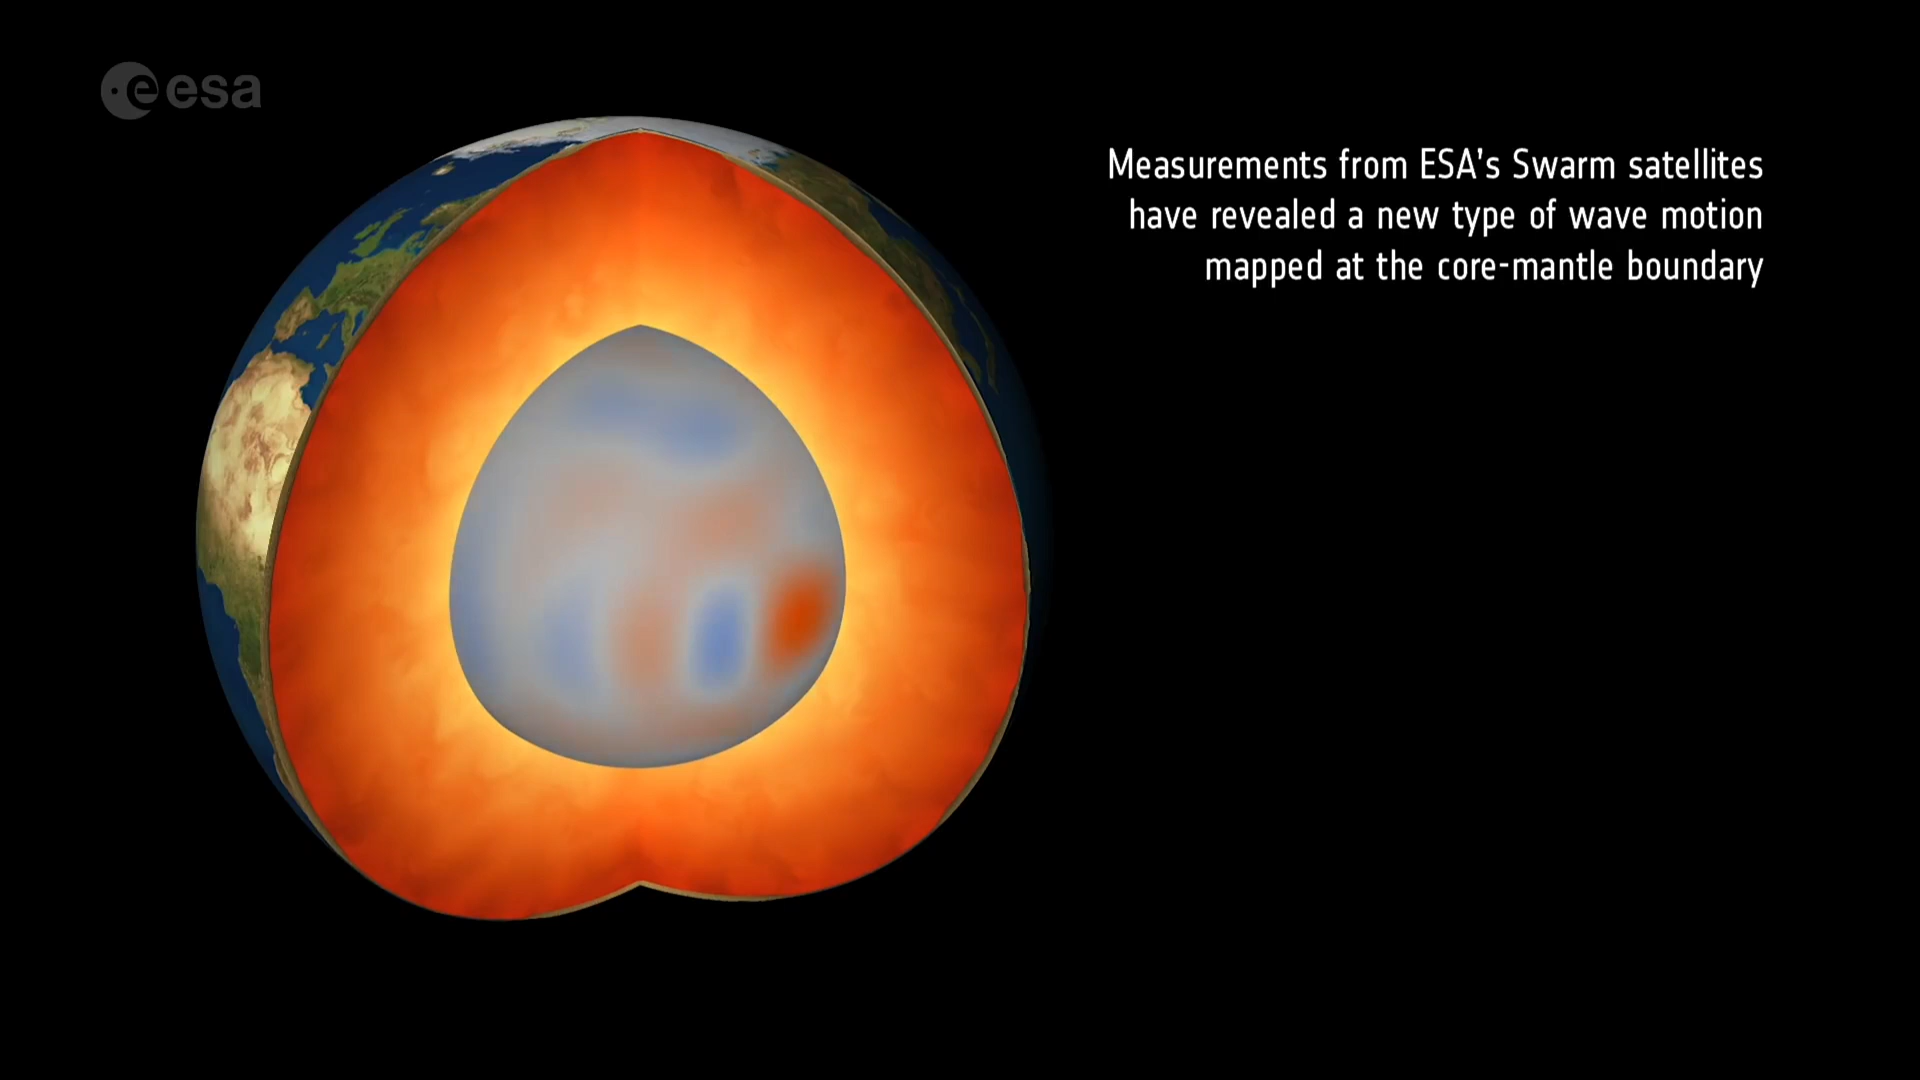 esa
Measurements from ESA's Swarm satellites
have revealed a new type of wave motion
mapped at the core-mantle boundary